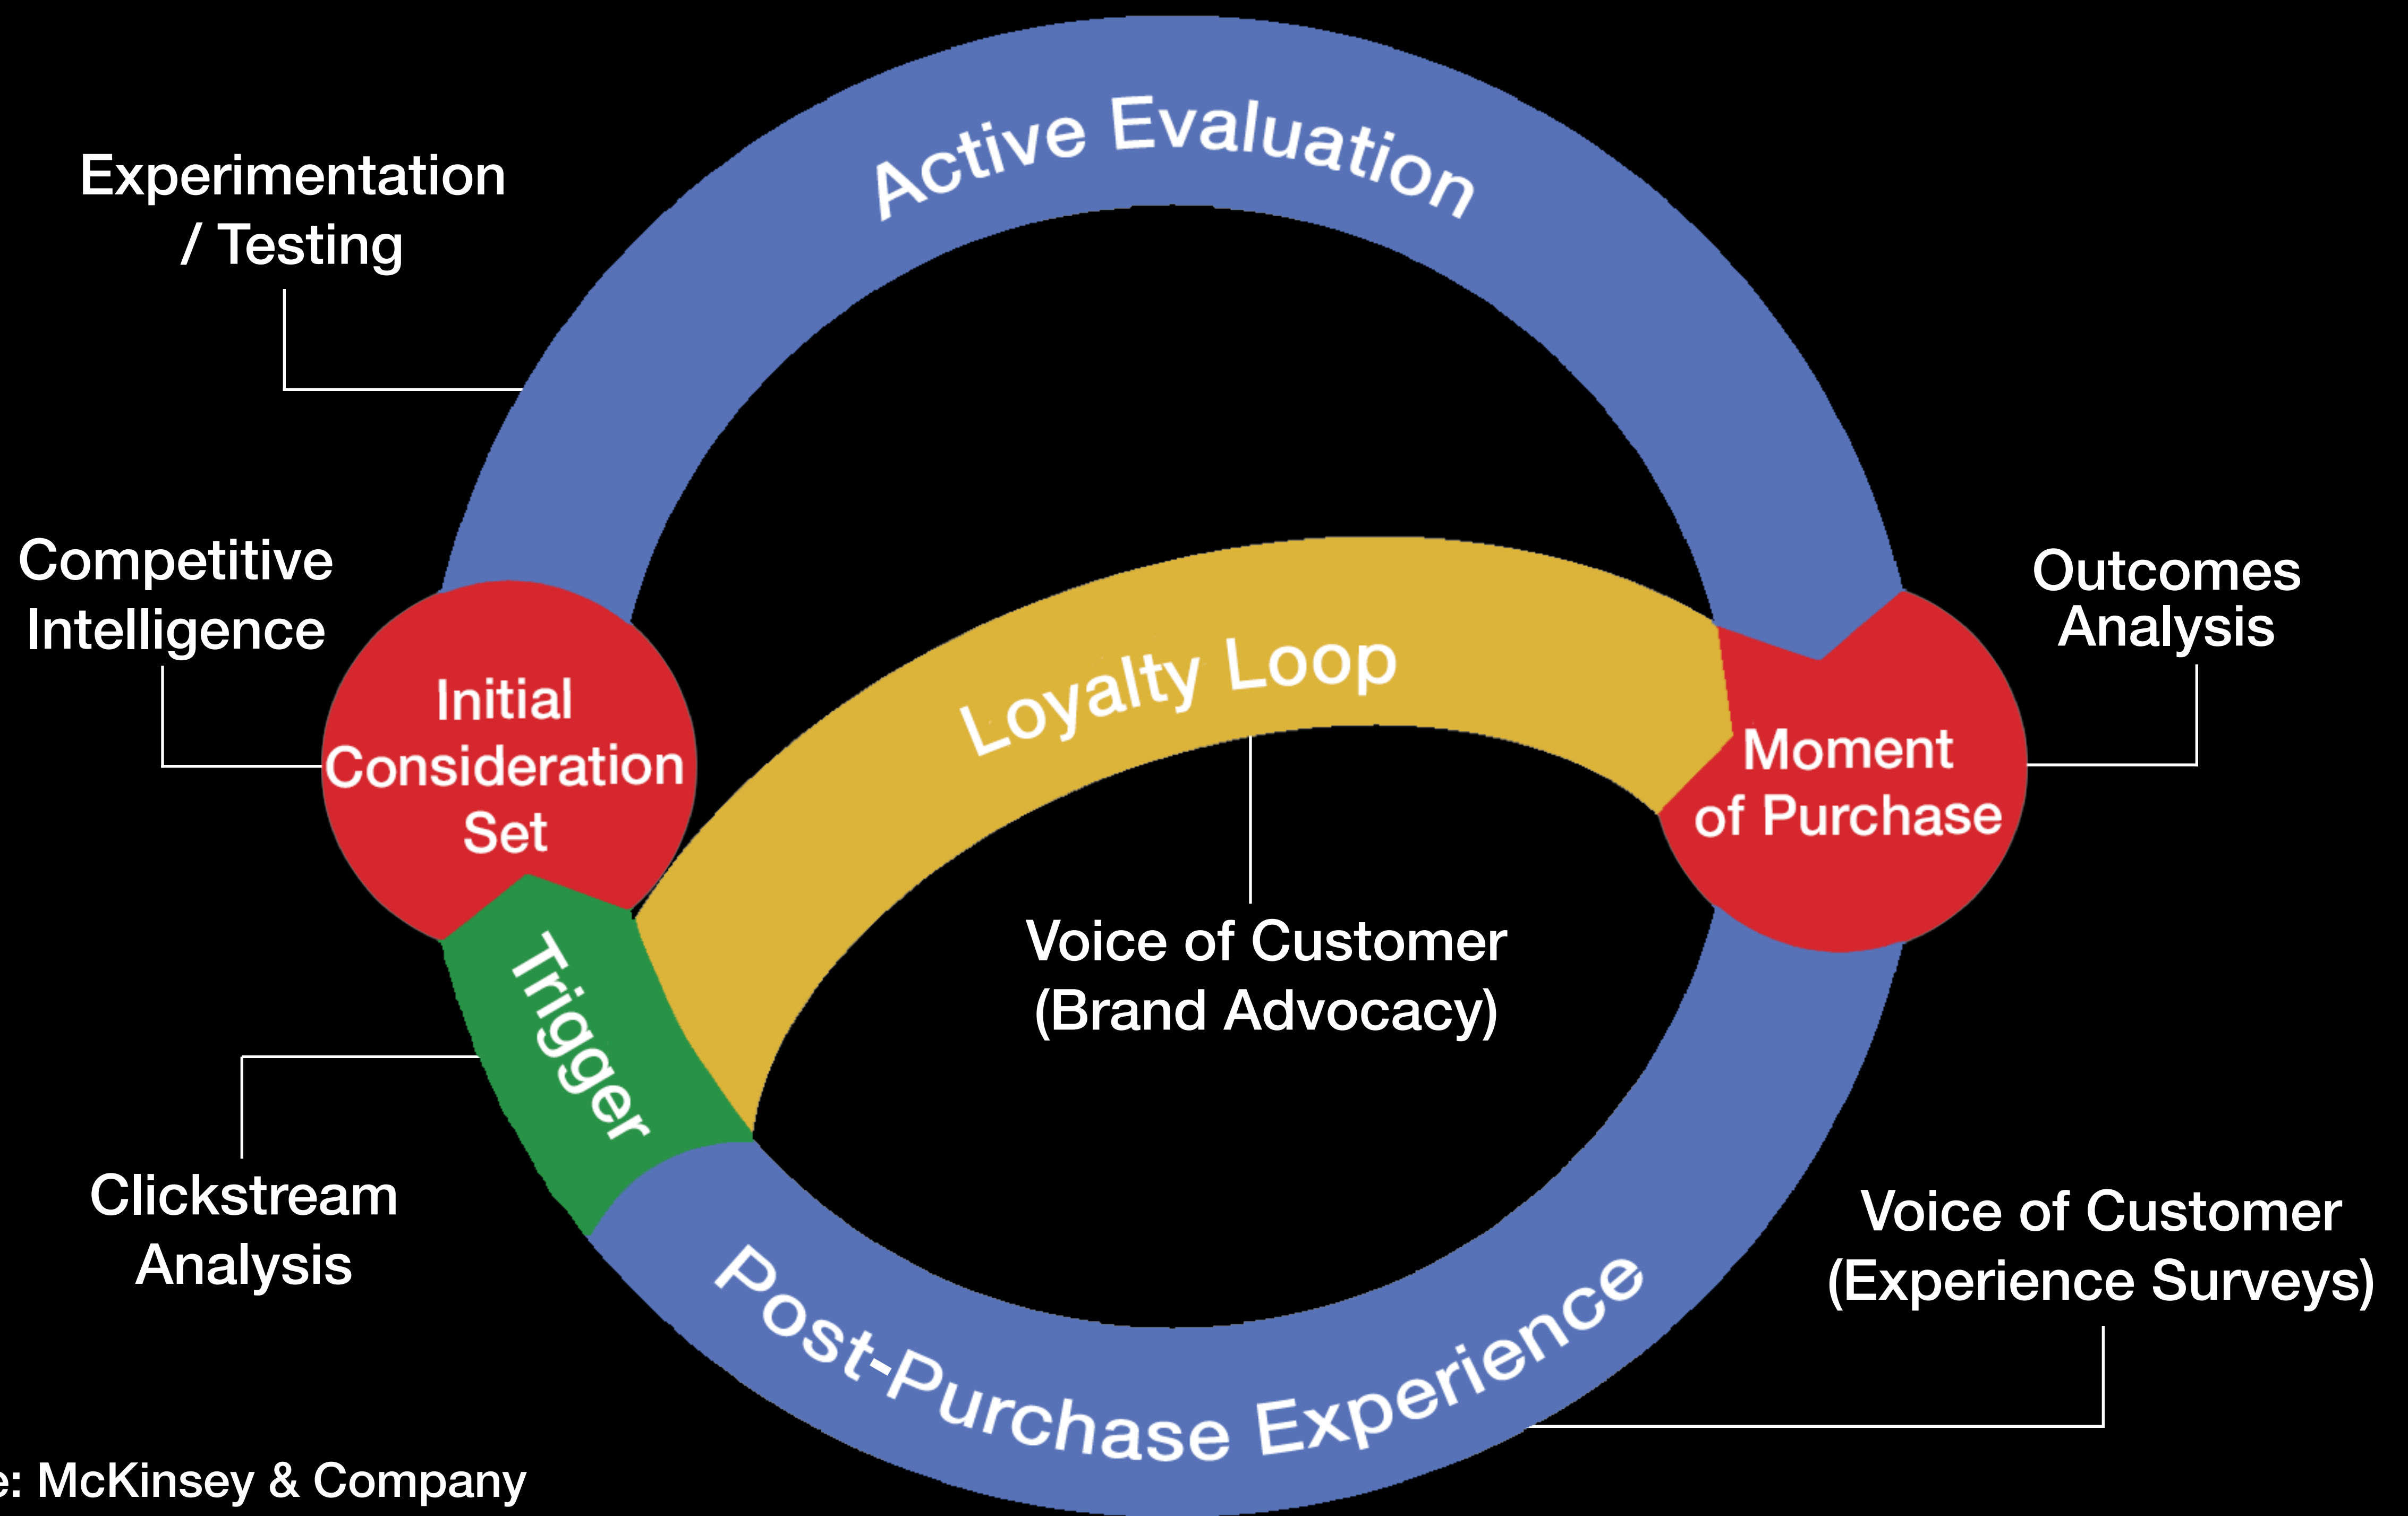 Active Evaluation
Experimentation
/ Testing
Competitive
Intelligence
Initial
Consideration
Set
Loyalty Loop
Outcomes
Analysis
Moment
of Purchase
Voice of Customer
(Brand Advocacy)
Trigger
Clickstream
Analysis
Voice of Customer
(Experience Surveys)
Post-Purchase Experience
e: McKinsey & Company